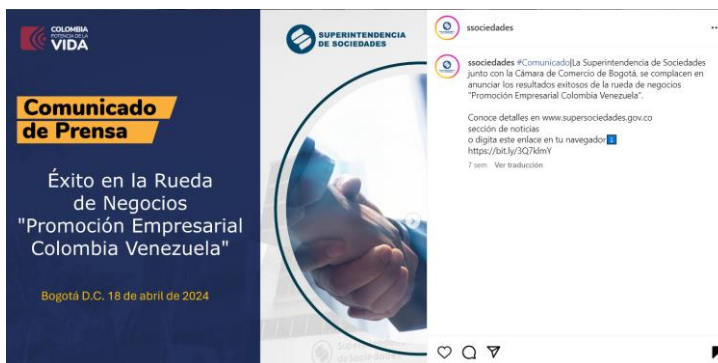 COLOMBIA
POTENCIA DE LA
VIDA
SUPERINTENDENCIA
DE SOCIEDADES
Comunicado
de Prensa
Éxito en la Rueda
de Negocios
"Promoción Empresarial
Colombia Venezuela"
Bogotá D.C. 18 de abril de 2024
Superintendencia
de Sociedades
ssociedades
ssociedades #Comunicado|La Superintendencia de Sociedades
junto con la Cámara de Comercio de Bogotá, se complacen en
anunciar los resultados exitosos de la rueda de negocios
"Promoción Empresarial Colombia Venezuela".
Conoce detalles en www.supersociedades.gov.co
sección de noticias
o digita este enlace en tu navegador
https://bit.ly/3Q7klmY
7 sem Ver traducción